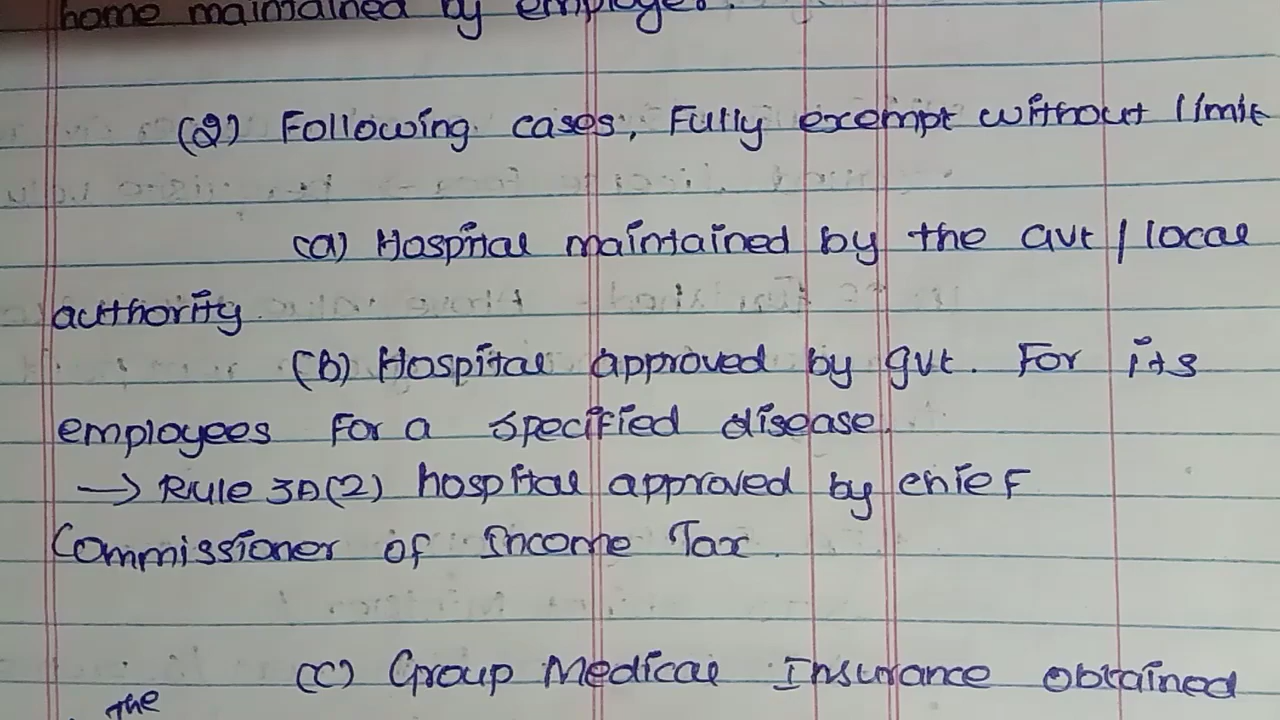 home maintained by employer.
(2) Following cases, Fully exempt without limit
(a) Hospital maintained by the Gvt / local
authority.
(b) Hospital approved by gvt. For its
employees For a specified disease.
→ Rule 3A(2) hospital approved by chief
Commissioner of Income Tax.
(c) Group Medical Insurance obtained
the